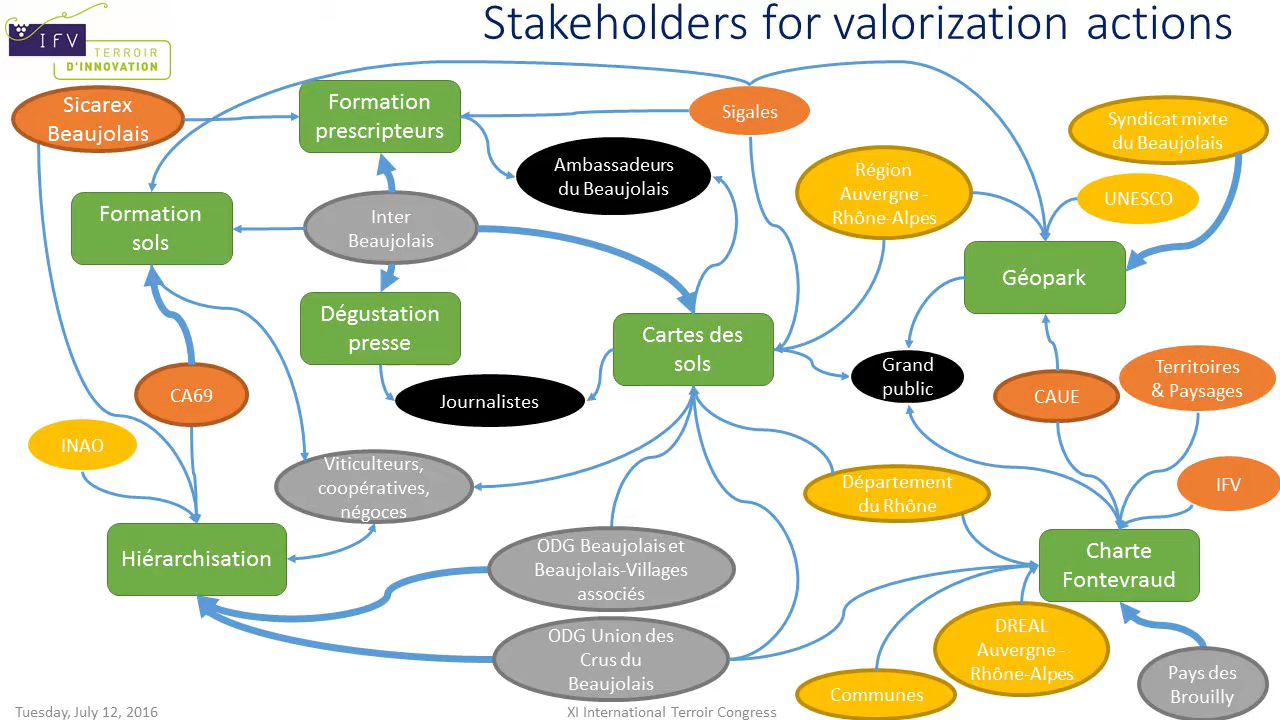 Stakeholders for valorization actions
IFV
TERROIR
D'INNOVATION
Sicarex
Beaujolais
Formation
prescripteurs
Sigales
Syndicat mixte
du Beaujolais
Ambassadeurs
du Beaujolais
Région
Auvergne -
Rhône-Alpes
UNESCO
Formation
sols
Inter
Beaujolais
Géopark
Dégustation
presse
Cartes des
sols
Grand
public
Territoires
& Paysages
CA69
Journalistes
CAUE
INAO
Viticulteurs,
coopératives,
négoces
Département
du Rhône
IFV
Hiérarchisation
ODG Beaujolais et
Beaujolais-Villages
associés
Charte
Fontevraud
ODG Union des
Crus du
Beaujolais
DREAL
Auvergne -
Rhône-Alpes
Communes
Pays des
Brouilly
Tuesday, July 12, 2016
XI International Terroir Congress